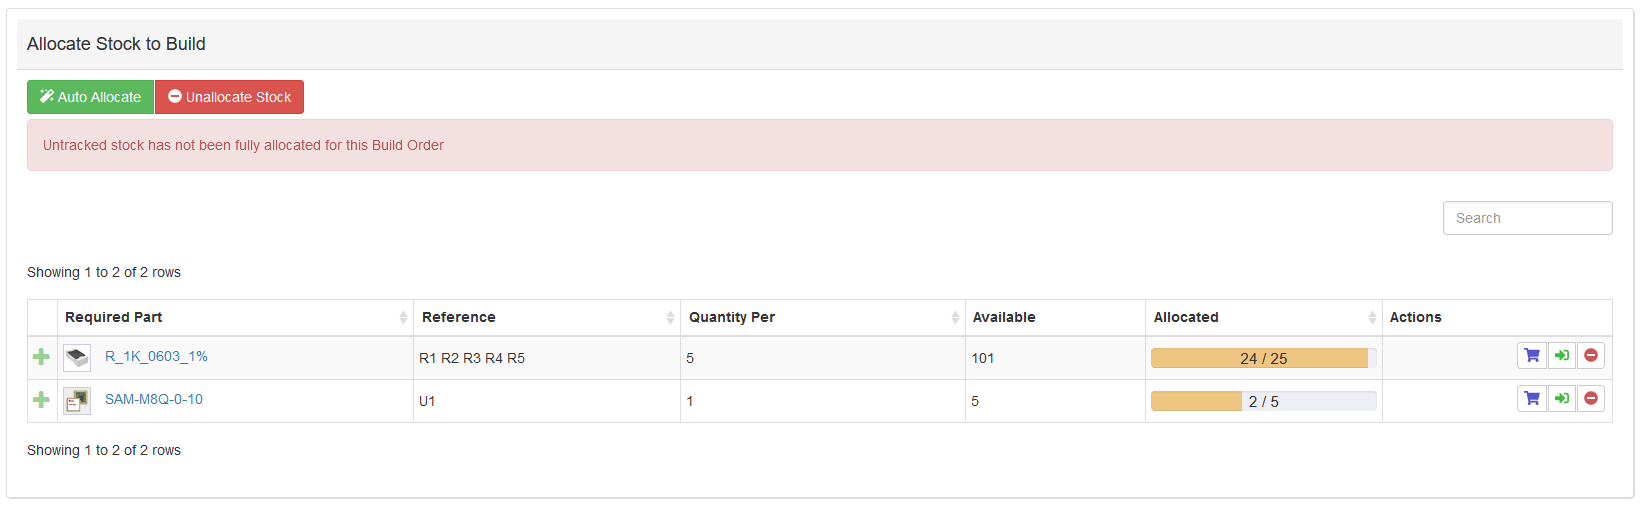 Allocate Stock to Build
Auto Allocate Unallocate Stock
Untracked stock has not been fully allocated for this Build Order
Search
Showing 1 to 2 of 2 rows
Required Part Reference Quantity Per Available Allocated Actions
R_1K_0603_1% R1 R2 R3 R4 R5 5 101 24 / 25
SAM-M8Q-0-10 U1 1 5 2 / 5
Showing 1 to 2 of 2 rows